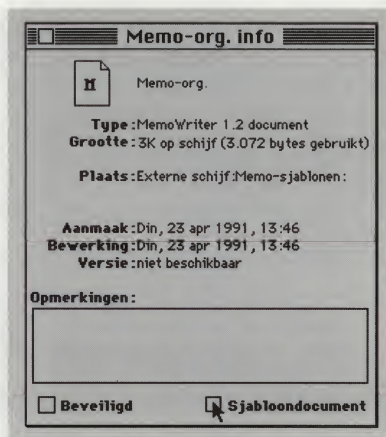 Memo-org. info
Memo-org.
Type:MemoWriter 1.2 document
Grootte:3K op schijf (3.072 bytes gebruikt)
Plaats:Externe schijf:Memo-sjablonen:
Aanmaak:Din, 23 apr 1991, 13:46
Bewerking:Din, 23 apr 1991, 13:46
Versie:niet beschikbaar
Opmerkingen:
Beveiligd
Sjabloondocument